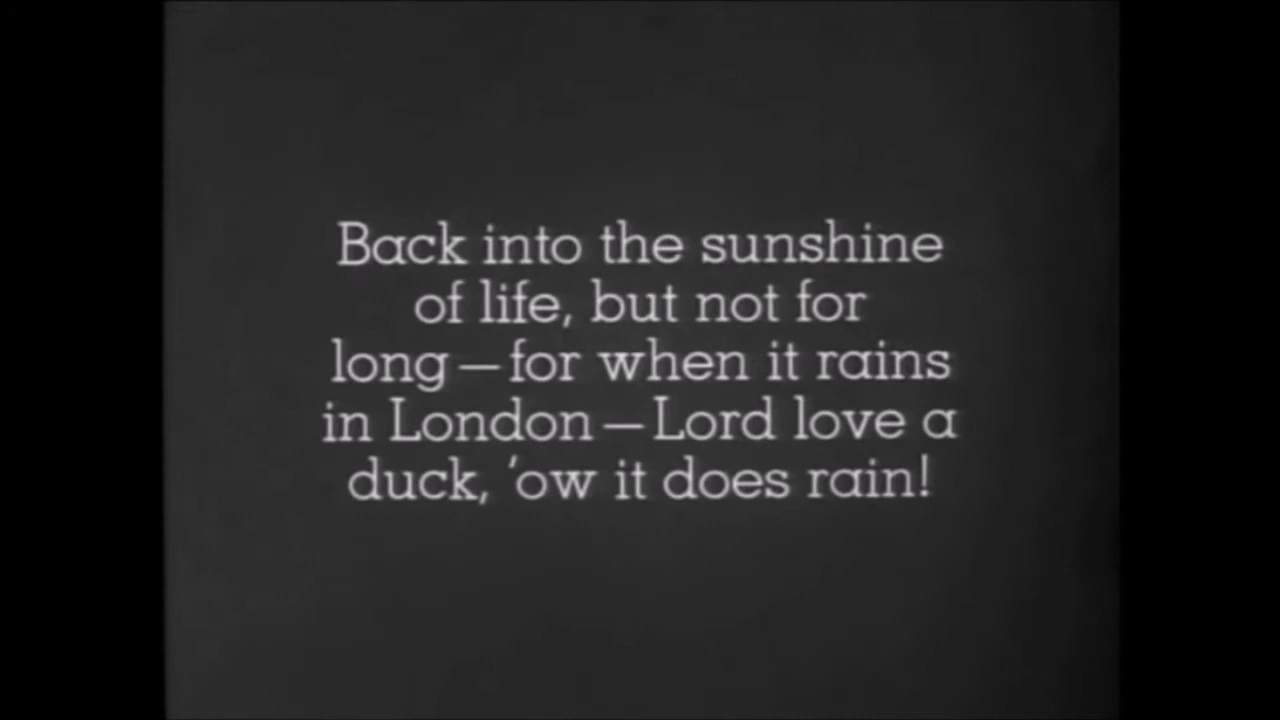 Back into the sunshine
of life, but not for
long—for when it rains
in London—Lord love a
duck, ’ow it does rain!